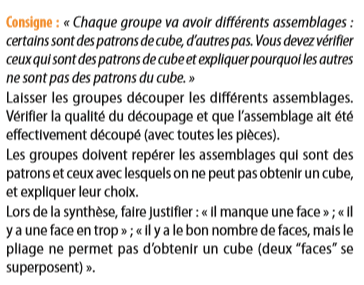 Consigne : « Chaque groupe va avoir différents assemblages :
certains sont des patrons de cube, d'autres pas. Vous devez vérifier
ceux qui sont des patrons de cube et expliquer pourquoi les autres
ne sont pas des patrons du cube. »
Laisser les groupes découper les différents assemblages.
Vérifier la qualité du découpage et que l'assemblage ait été
effectivement découpé (avec toutes les pièces).
Les groupes doivent repérer les assemblages qui sont des
patrons et ceux avec lesquels on ne peut pas obtenir un cube,
et expliquer leur choix.
Lors de la synthèse, faire justifier : « il manque une face » ; « il
y a une face en trop » ; « il y a le bon nombre de faces, mais le
pliage ne permet pas d'obtenir un cube (deux "faces" se
superposent) ».